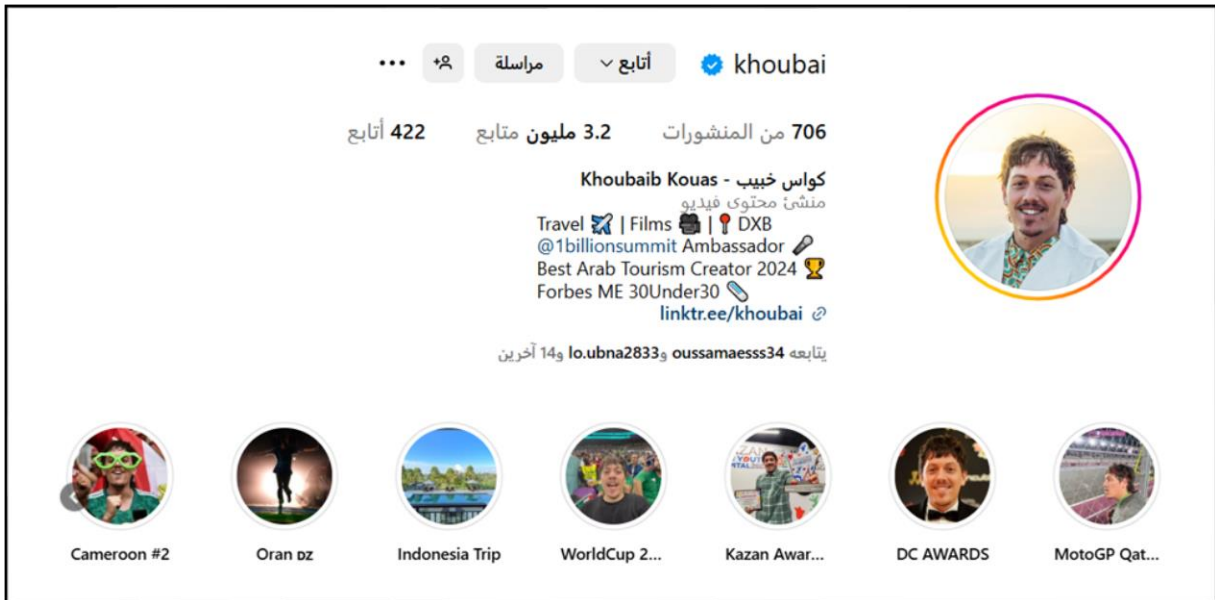 khoubai
أتابع
مراسلة
706 من المنشورات
3.2 مليون متابع
422 أتابع
كواس خبيب - Khoubaib Kouas
منشئ محتوى فيديو
Travel ✈️ | Films 🎥 | 📍 DXB
@1billionsummit Ambassador 🎤
Best Arab Tourism Creator 2024 🏆
Forbes ME 30Under30
linktr.ee/khoubai
يتابعه oussamaesss34 وlo.ubna2833 و14 آخرين
MotoGP Qat...
DC AWARDS
Kazan Awar...
WorldCup 2...
Indonesia Trip
Oran DZ
Cameroon #2